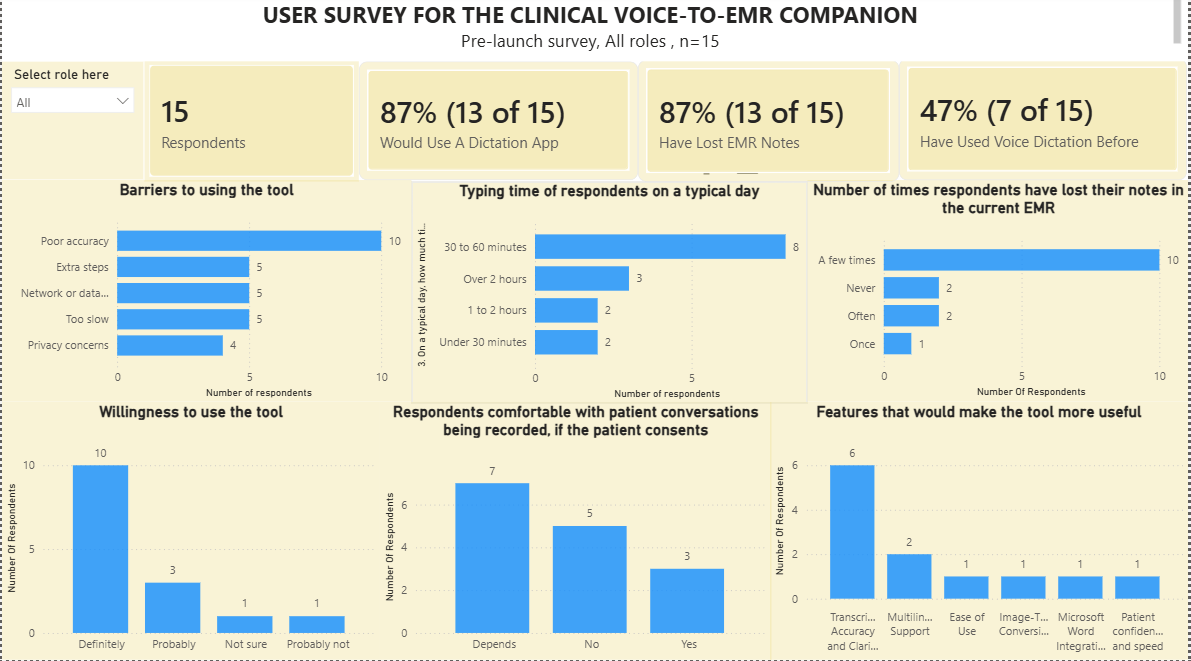 USER SURVEY FOR THE CLINICAL VOICE-TO-EMR COMPANION
Pre-launch survey, All roles , n=15
Select role here
All
15
Respondents
87% (13 of 15)
Would Use A Dictation App
87% (13 of 15)
Have Lost EMR Notes
47% (7 of 15)
Have Used Voice Dictation Before
Barriers to using the tool
Poor accuracy
10
Extra steps
5
Network or data...
5
Too slow
5
Privacy concerns
4
0
5
10
Number of respondents
Typing time of respondents on a typical day
3. On a typical day, how much ti...
30 to 60 minutes
8
Over 2 hours
3
1 to 2 hours
2
Under 30 minutes
2
0
5
Number of respondents
Number of times respondents have lost their notes in
the current EMR
A few times
10
Never
2
Often
2
Once
1
0
5
10
Number Of Respondents
Willingness to use the tool
Number Of Respondents
10
5
0
10
3
1
1
Definitely
Probably
Not sure
Probably not
Respondents comfortable with patient conversations
being recorded, if the patient consents
Number Of Respondents
6
4
2
0
7
5
3
Depends
No
Yes
Features that would make the tool more useful
Number Of Respondents
6
4
2
0
6
2
1
1
1
1
Transcri...
Accuracy
and Clari...
Multilin...
Support
Ease of
Use
Image-T...
Conversi...
Microsoft
Word
Integrati...
Patient
confiden...
and speed